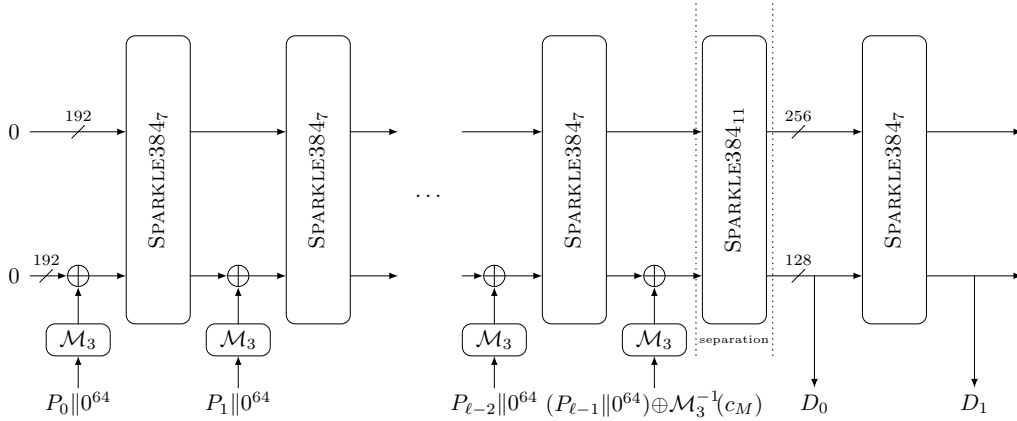 192
256
0
SPARKLE384₇
SPARKLE384₇
...
SPARKLE384₇
SPARKLE384₁₁
SPARKLE384₇
192
128
0
M₃
M₃
M₃
M₃
separation
P₀‖0⁶⁴
P₁‖0⁶⁴
P_{ℓ−2}‖0⁶⁴
(P_{ℓ−1}‖0⁶⁴)⊕M₃⁻¹(c_M)
D₀
D₁